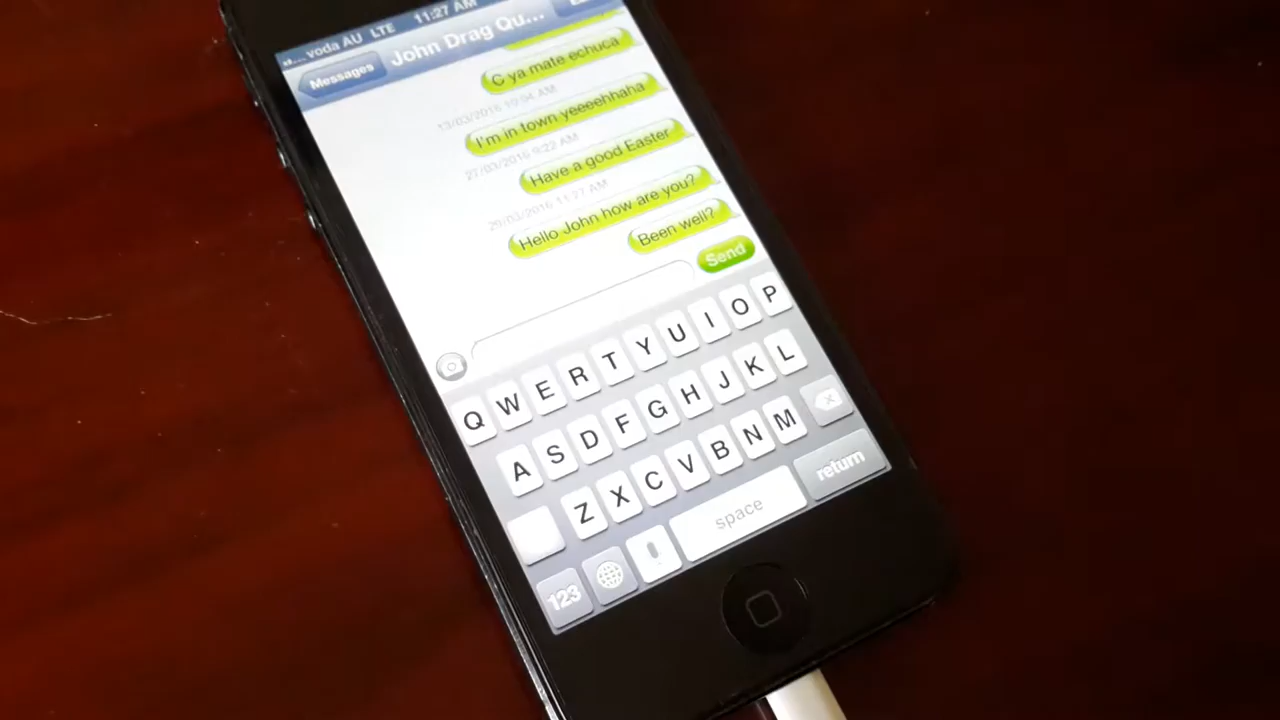 voda AU LTE 11:27 AM
Messages John Drag Qu...
C ya mate echuca
13/03/2016 10:94 AM
I'm in town yeeeehhaha
27/03/2016 9:22 AM
Have a good Easter
29/03/2016 11:27 AM
Hello John how are you?
Been well?
Send
Q W E R T Y U I O P
A S D F G H J K L
Z X C V B N M
123 space return